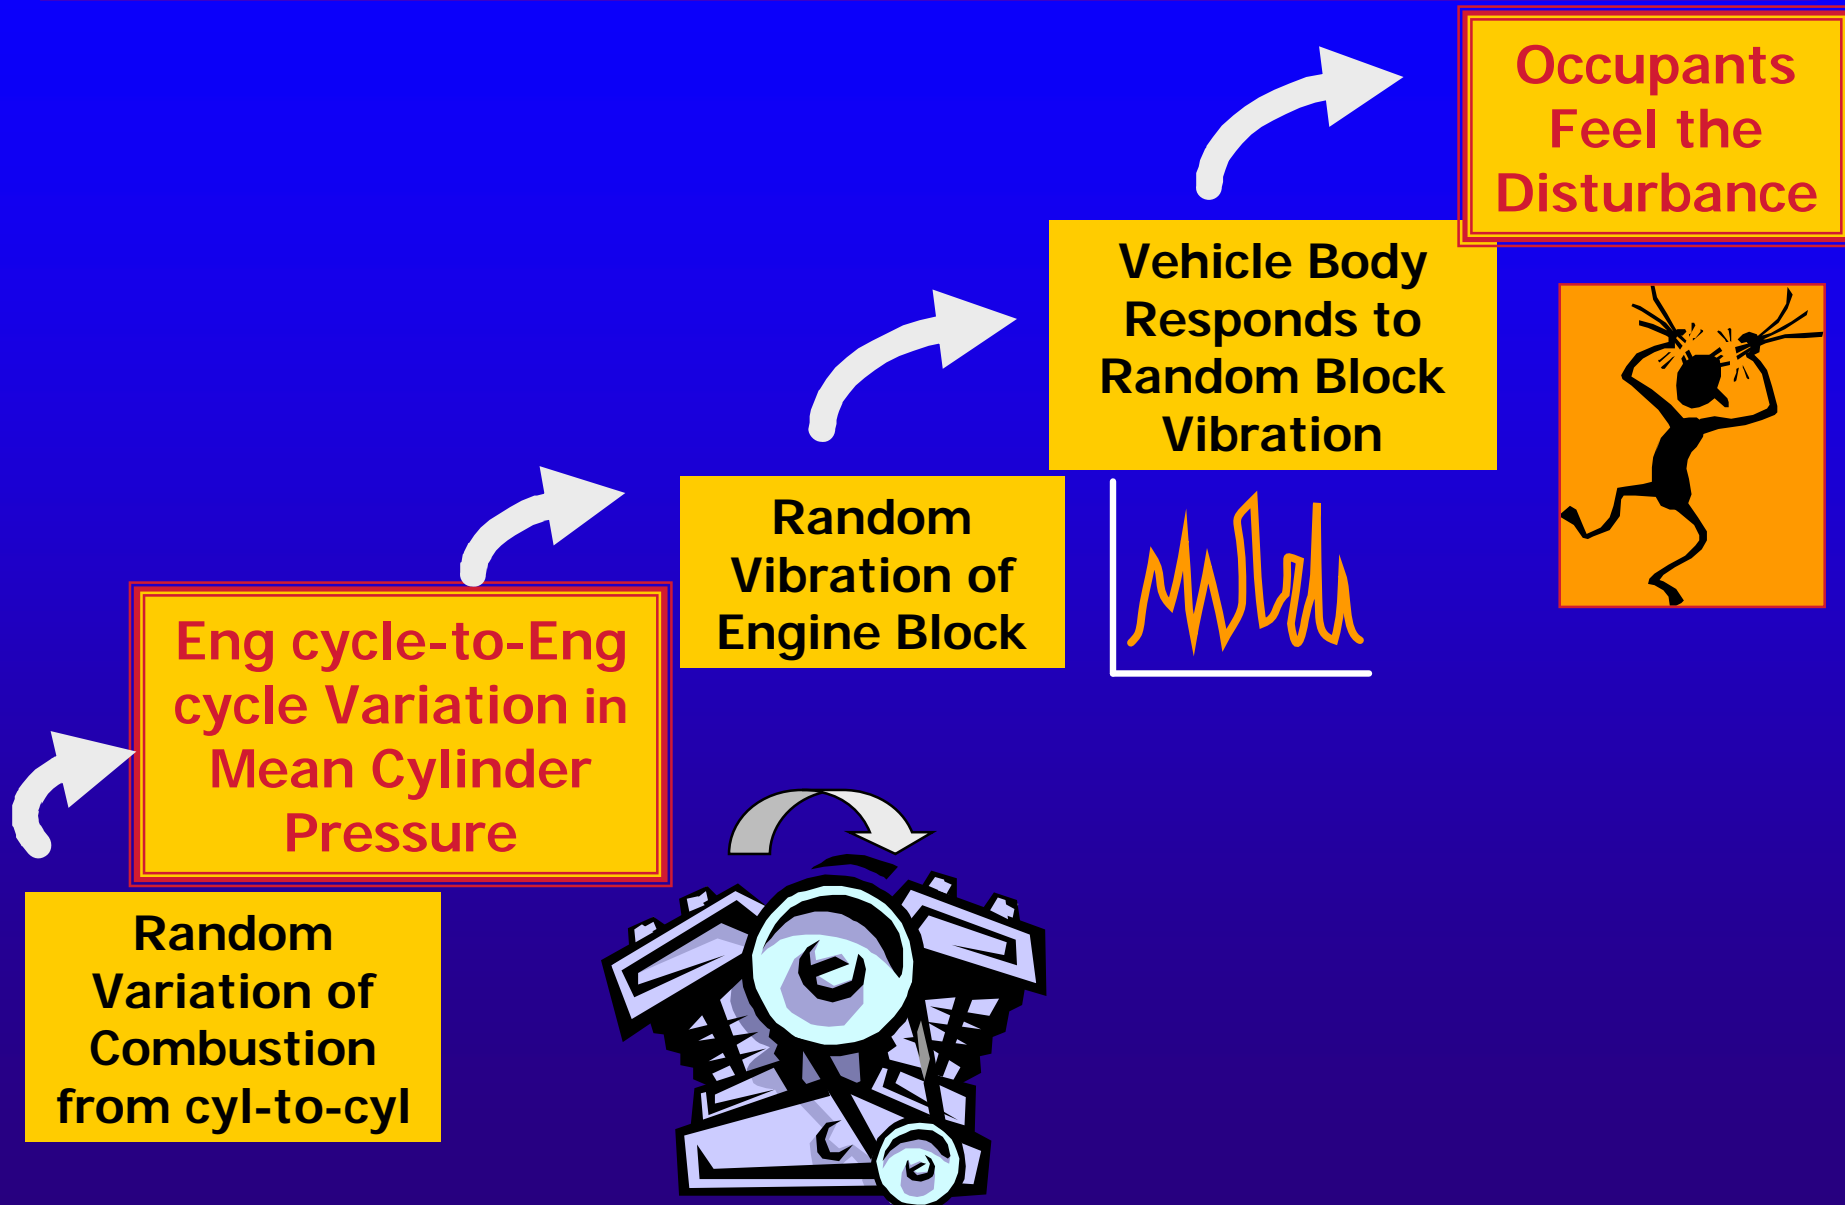 Random
Variation of
Combustion
from cyl-to-cyl
Eng cycle-to-Eng
cycle Variation in
Mean Cylinder
Pressure
Random
Vibration of
Engine Block
Vehicle Body
Responds to
Random Block
Vibration
Occupants
Feel the
Disturbance